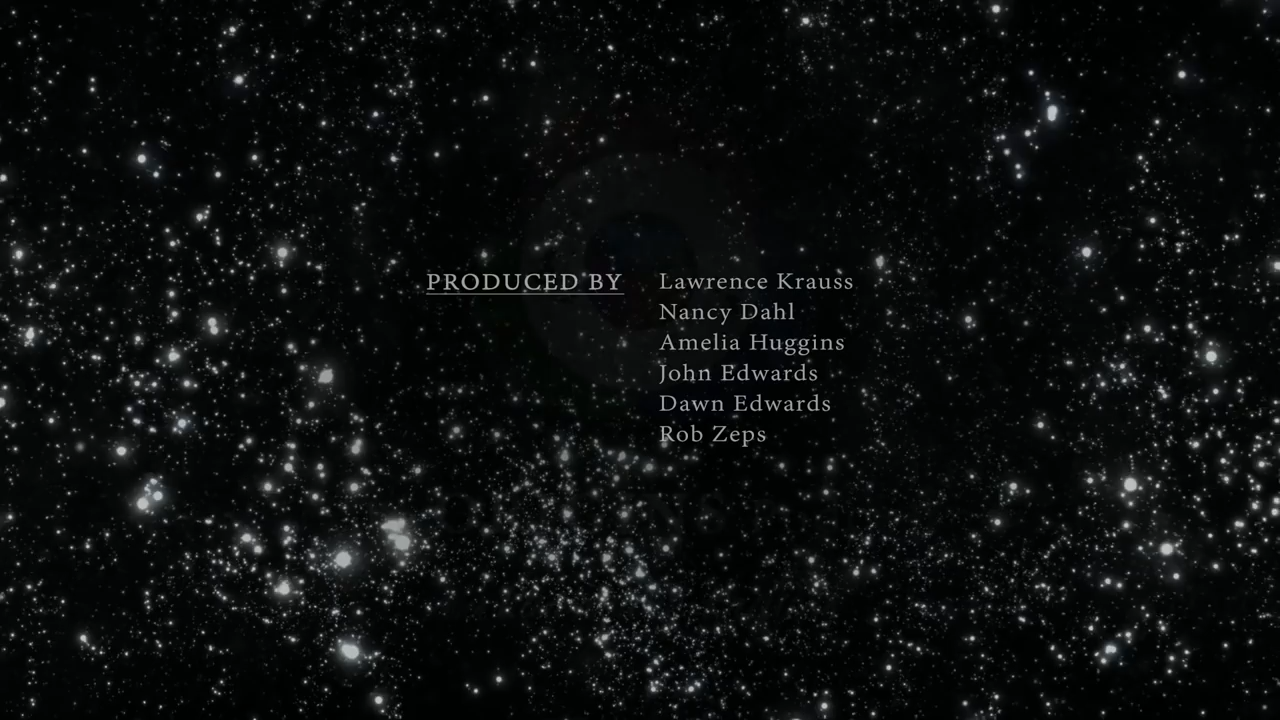 PRODUCED BY Lawrence Krauss
Nancy Dahl
Amelia Huggins
John Edwards
Dawn Edwards
Rob Zeps